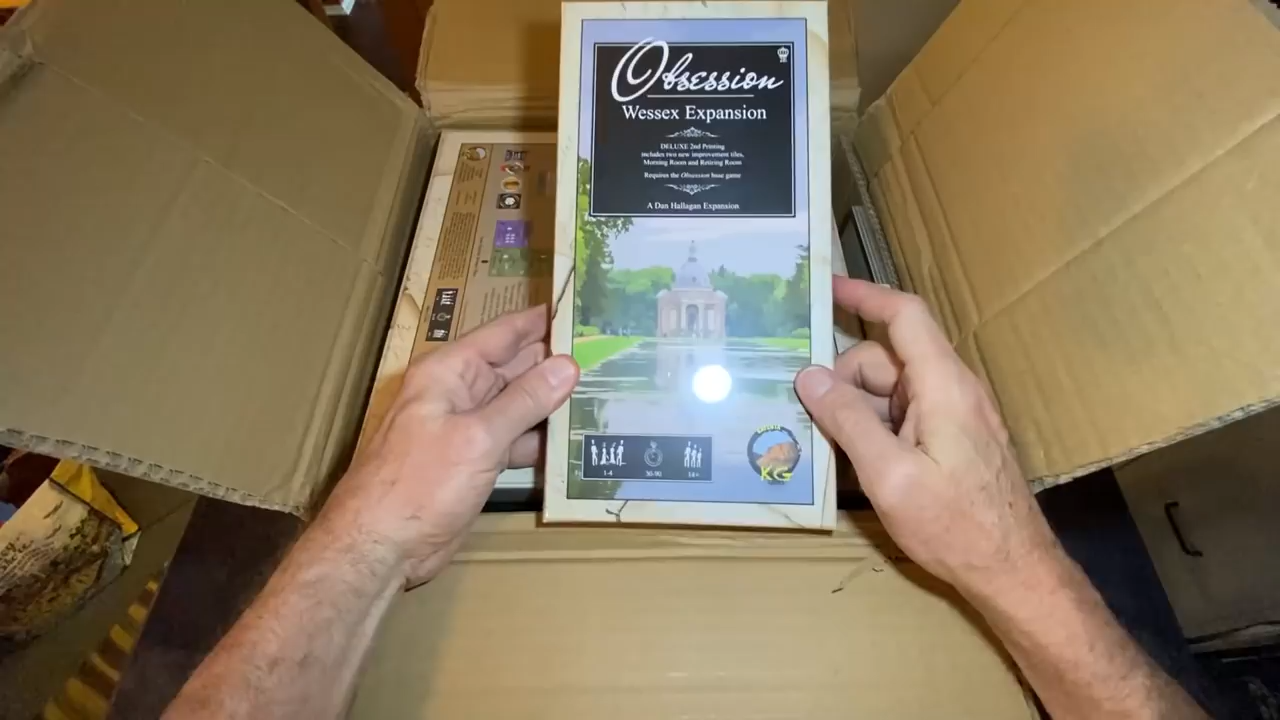 Obsession
Wessex Expansion
DELUXE 2nd Printing
includes two new improvement tiles,
Morning Room and Retiring Room
Requires the Obsession base game
A Dan Hallagan Expansion
1-4
30-90
14+
KG